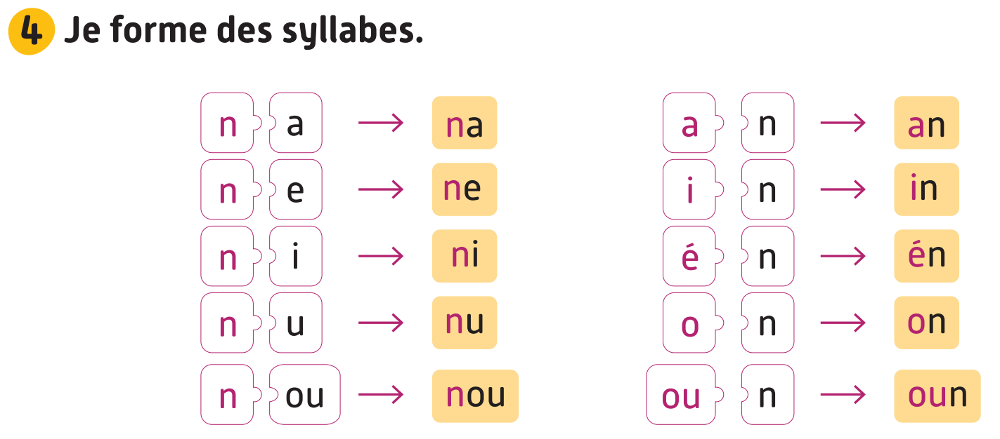 4 Je forme des syllabes.
n a → na a n → an
n e → ne i n → in
n i → ni é n → én
n u → nu o n → on
n ou → nou ou n → oun